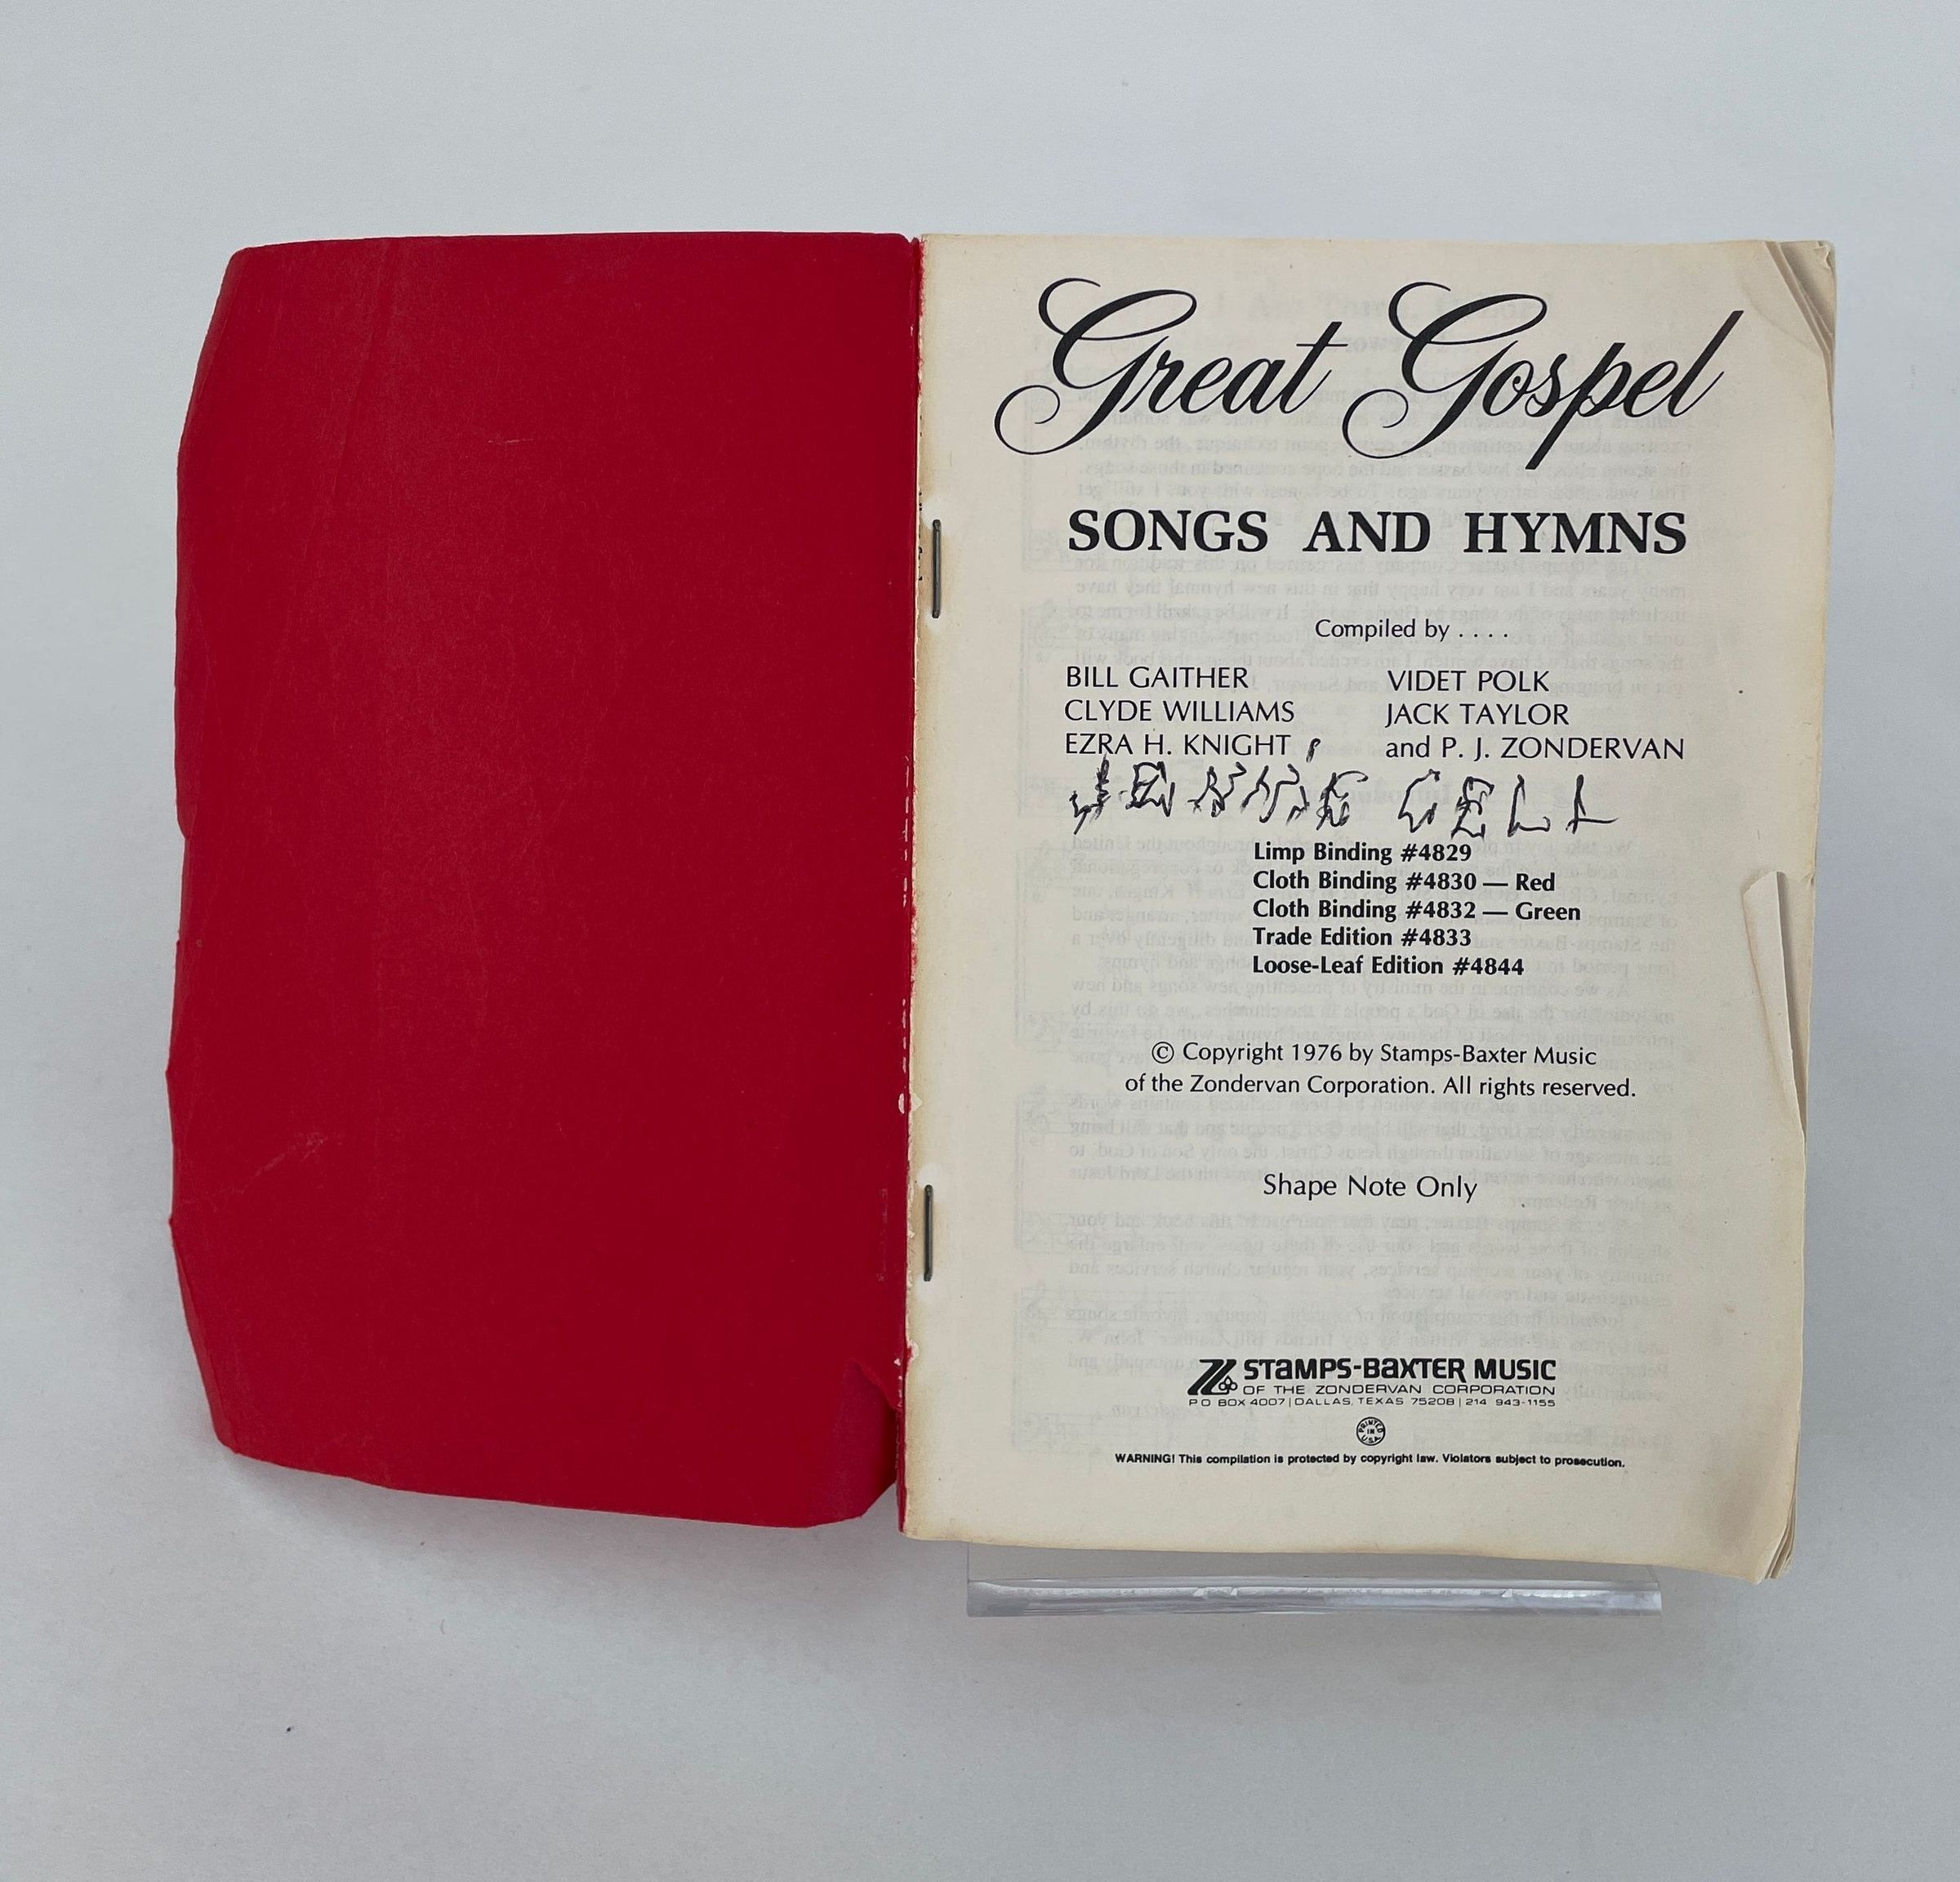 Great Gospel
SONGS AND HYMNS
Compiled by . . . .
BILL GAITHER
CLYDE WILLIAMS
EZRA H. KNIGHT
VIDET POLK
JACK TAYLOR
and P. J. ZONDERVAN
Limp Binding #4829
Cloth Binding #4830 — Red
Cloth Binding #4832 — Green
Trade Edition #4833
Loose-Leaf Edition #4844
© Copyright 1976 by Stamps-Baxter Music
of the Zondervan Corporation. All rights reserved.
Shape Note Only
STAMPS-BAXTER MUSIC
OF THE ZONDERVAN CORPORATION
P O BOX 4007 | DALLAS, TEXAS 75208 | 214 943-1155
PRINTED IN U.S.A.
WARNING! This compilation is protected by copyright law. Violators subject to prosecution.